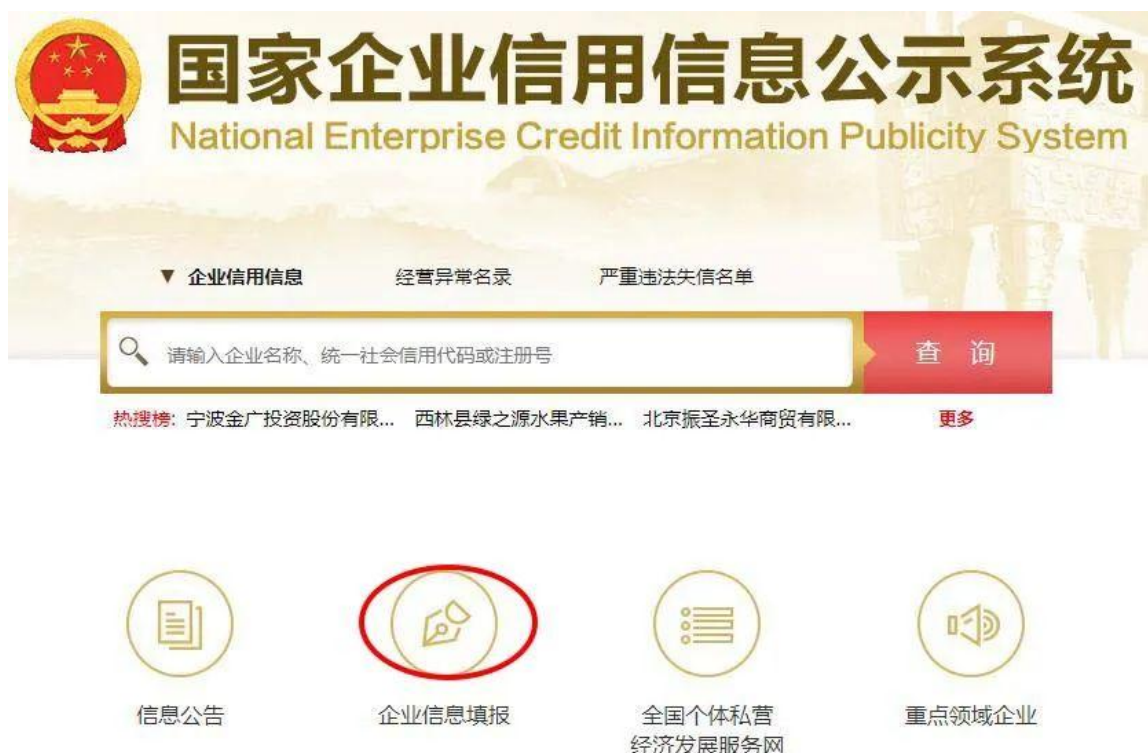 国家企业信用信息公示系统
National Enterprise Credit Information Publicity System
▼ 企业信用信息 经营异常名录 严重违法失信名单
请输入企业名称、统一社会信用代码或注册号 查 询
热搜榜: 宁波金广投资股份有限... 西林县绿之源水果产销... 北京振圣永华商贸有限... 更多
信息公告 企业信息填报 全国个体私营 重点领域企业
经济发展服务网